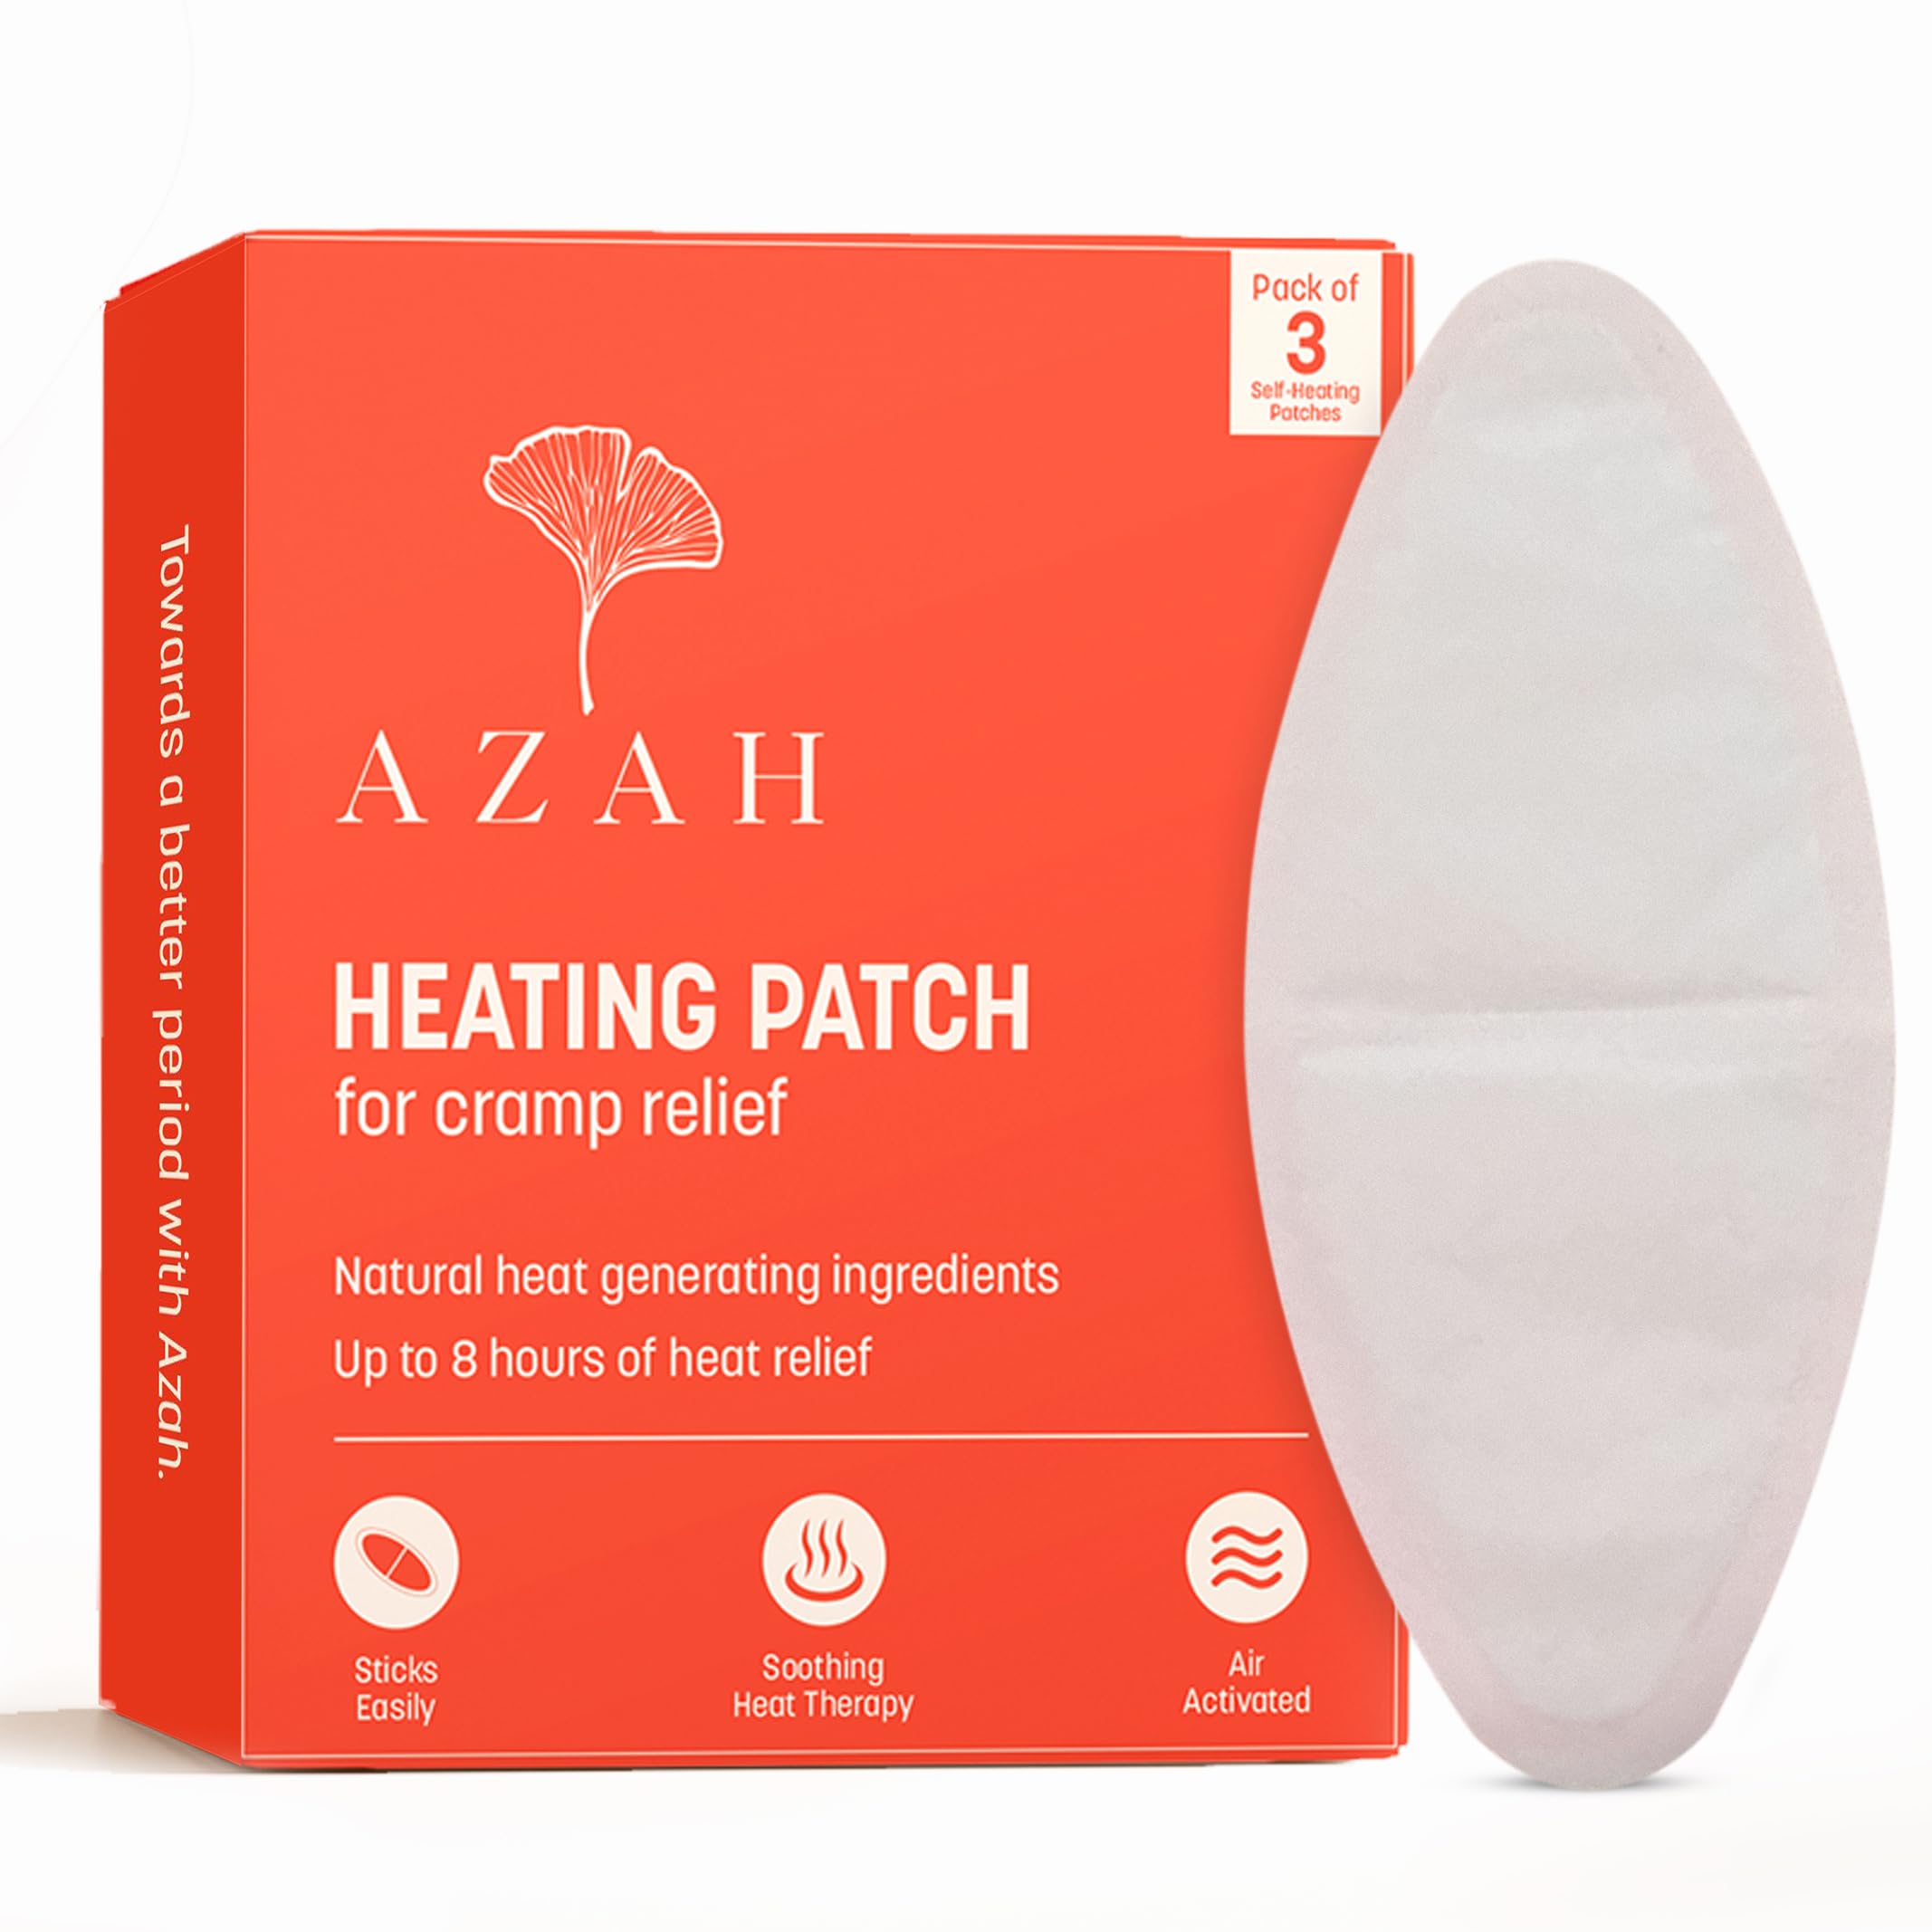 Pack of
3
Self-Heating
Patches
Towards a better period with Azah.
AZAH
HEATING PATCH
for cramp relief
Natural heat generating ingredients
Up to 8 hours of heat relief
Sticks
Easily
Soothing
Heat Therapy
Air
Activated